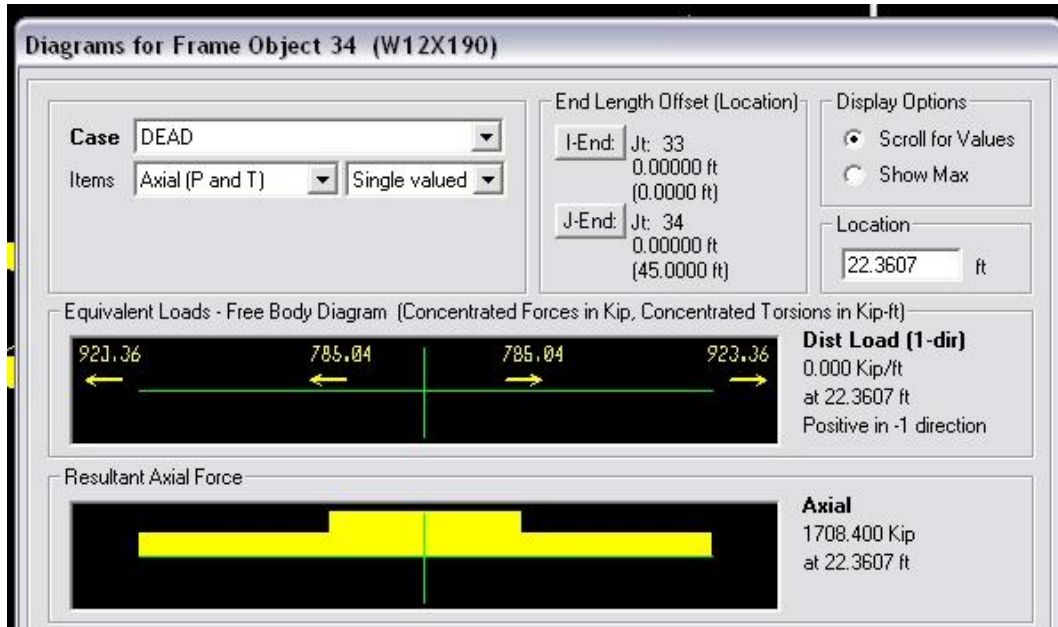 Diagrams for Frame Object 34 (W12X190)
Case DEAD
Items Axial (P and T) Single valued
End Length Offset (Location)
I-End: Jt: 33
0.00000 ft
(0.0000 ft)
J-End: Jt: 34
0.00000 ft
(45.0000 ft)
Display Options
Scroll for Values
Show Max
Location
22.3607 ft
Equivalent Loads - Free Body Diagram (Concentrated Forces in Kip, Concentrated Torsions in Kip-ft)
923.36 785.04 785.04 923.36
Dist Load (1-dir)
0.000 Kip/ft
at 22.3607 ft
Positive in -1 direction
Resultant Axial Force
Axial
1708.400 Kip
at 22.3607 ft